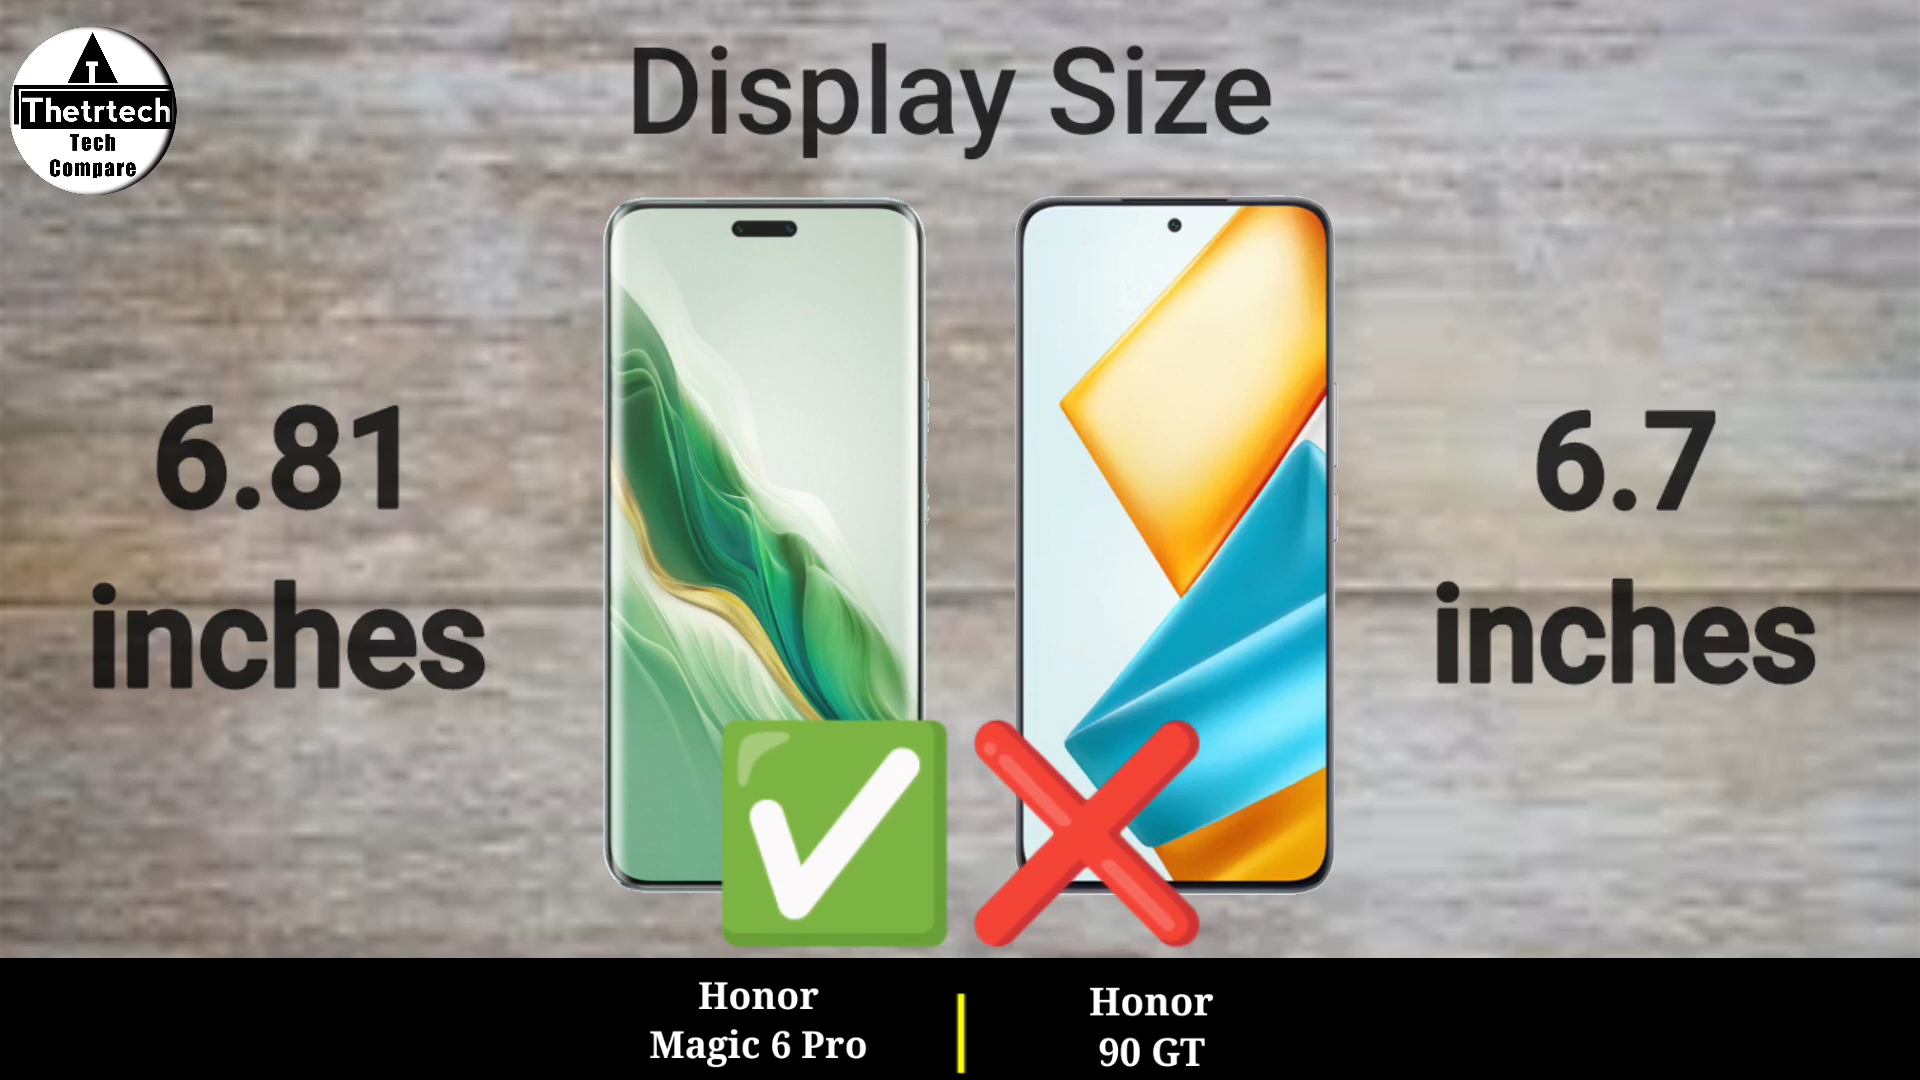 T
Thetrtech
Tech
Compare
Display Size
6.81
inches
6.7
inches
Honor
Magic 6 Pro
Honor
90 GT